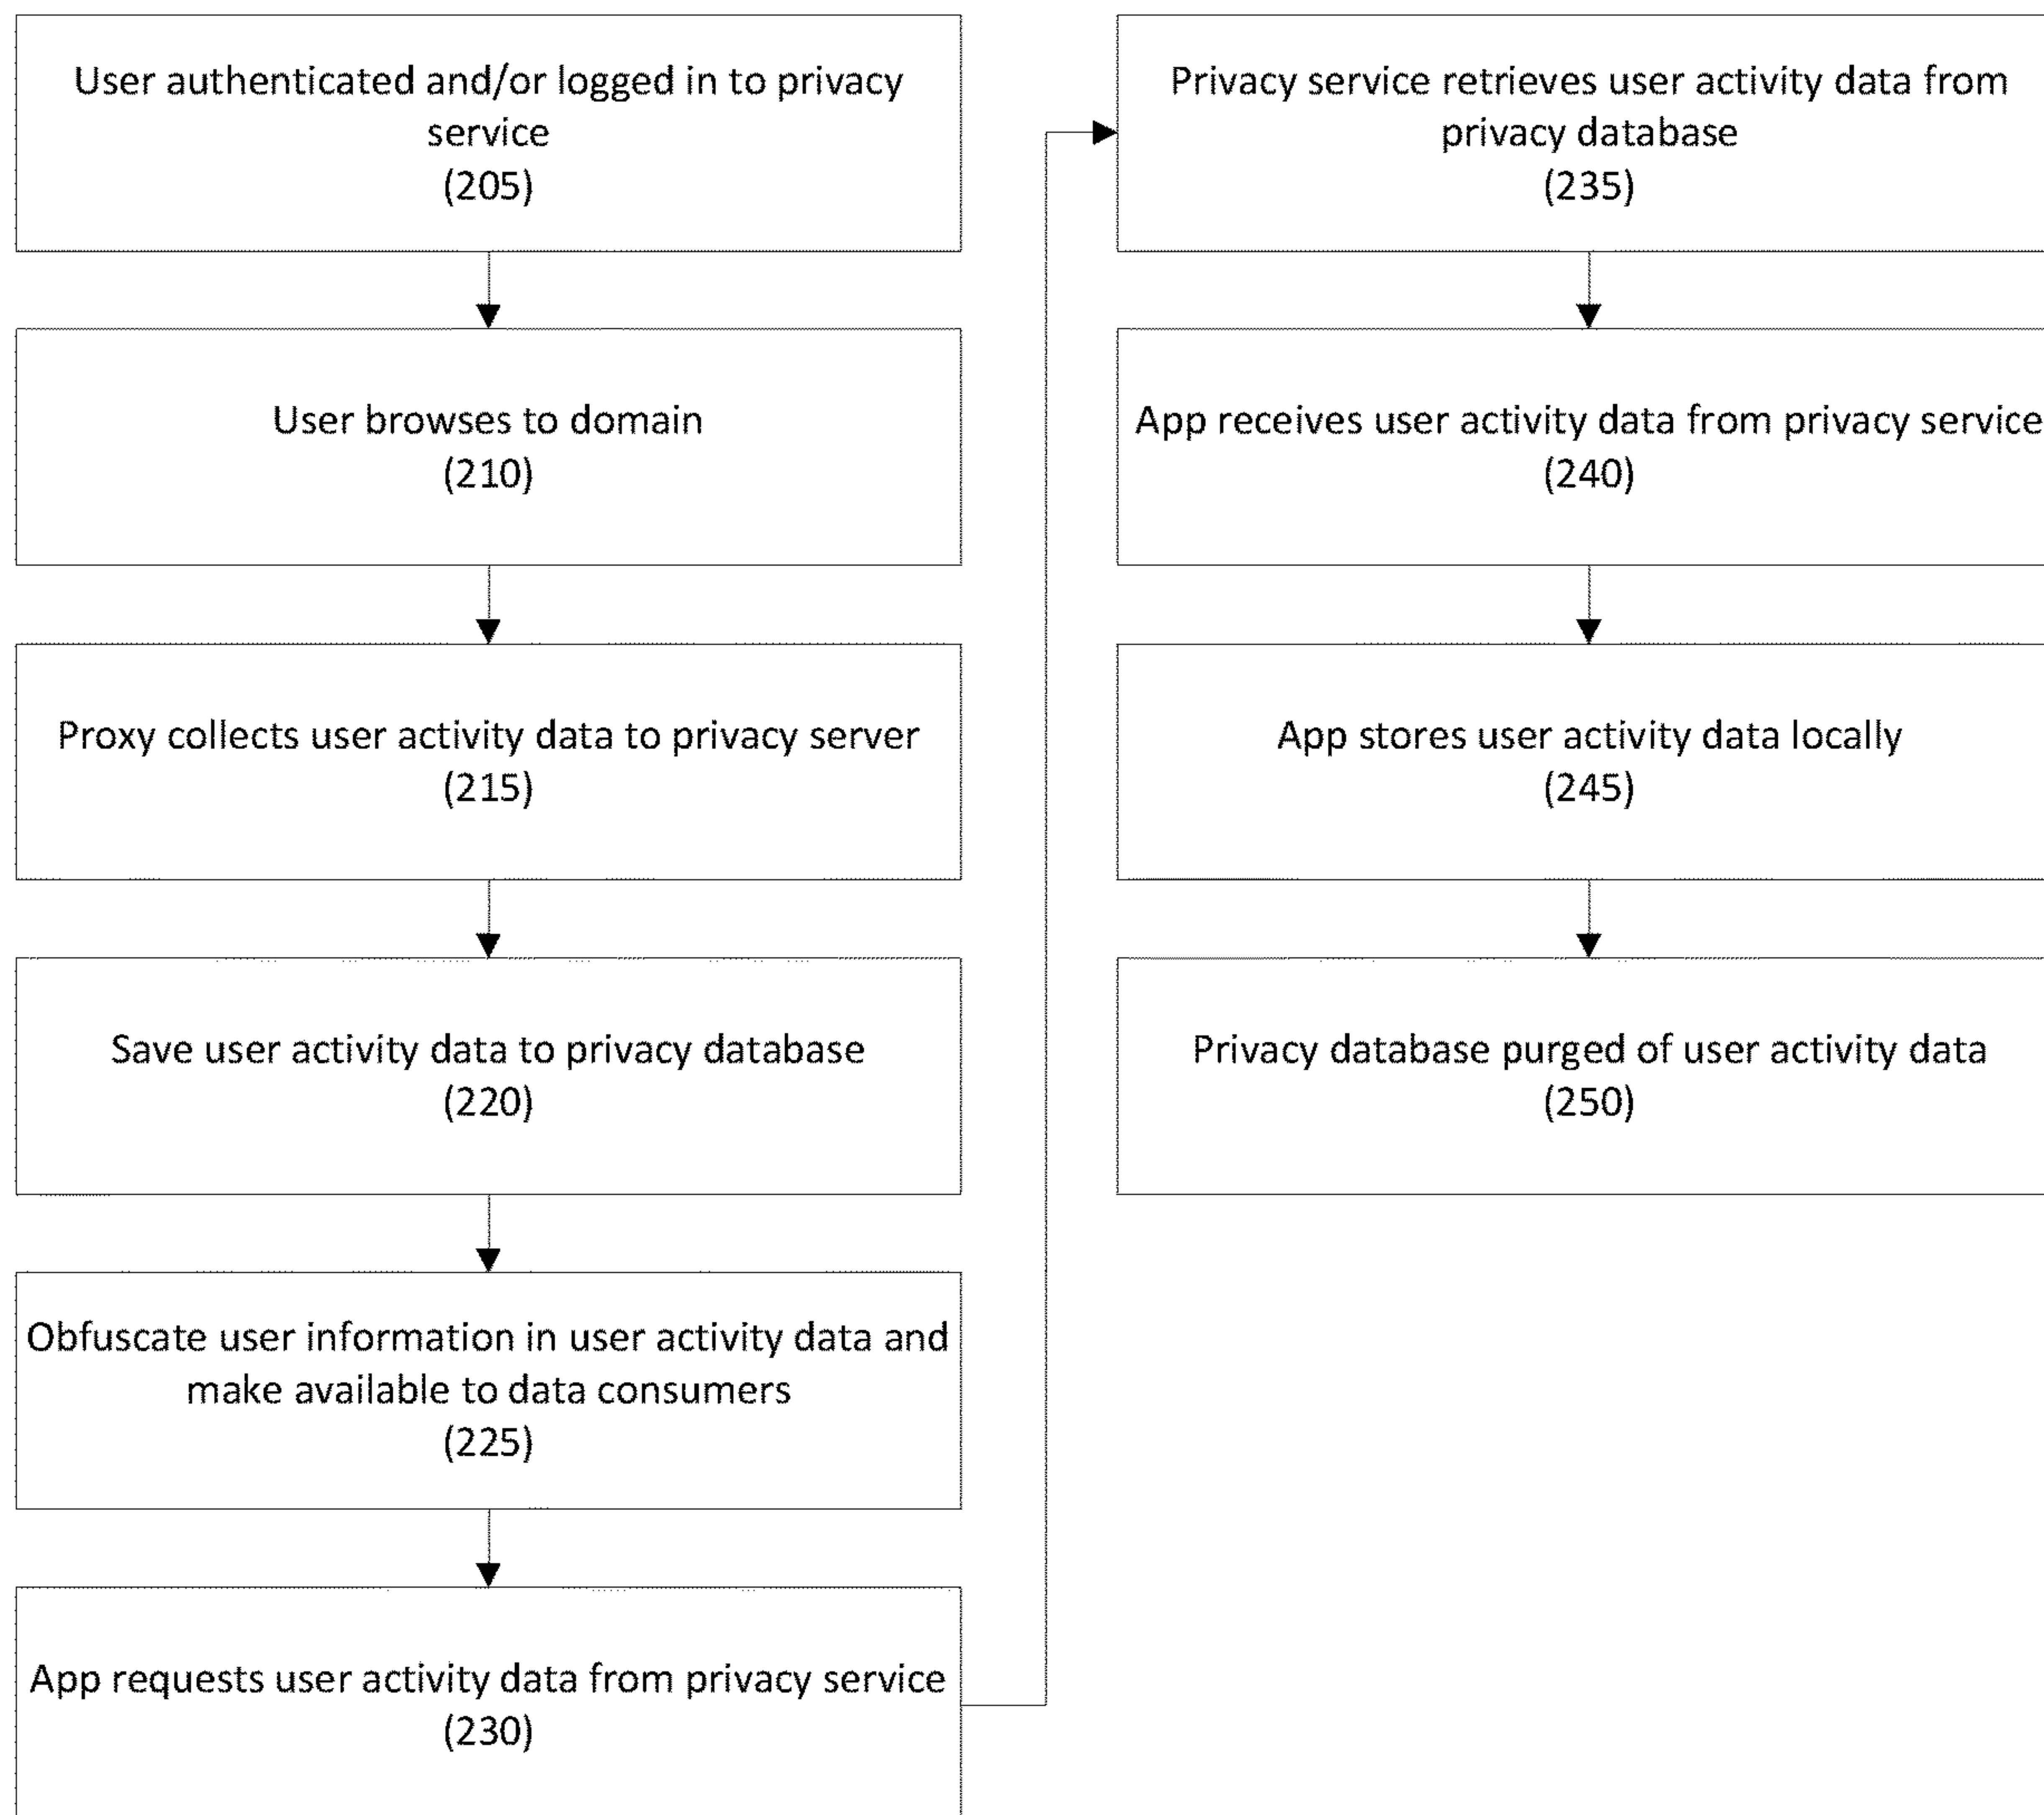 User authenticated and/or logged in to privacy
service
(205)
User browses to domain
(210)
Proxy collects user activity data to privacy server
(215)
Save user activity data to privacy database
(220)
Obfuscate user information in user activity data and
make available to data consumers
(225)
App requests user activity data from privacy service
(230)
Privacy service retrieves user activity data from
privacy database
(235)
App receives user activity data from privacy service
(240)
App stores user activity data locally
(245)
Privacy database purged of user activity data
(250)